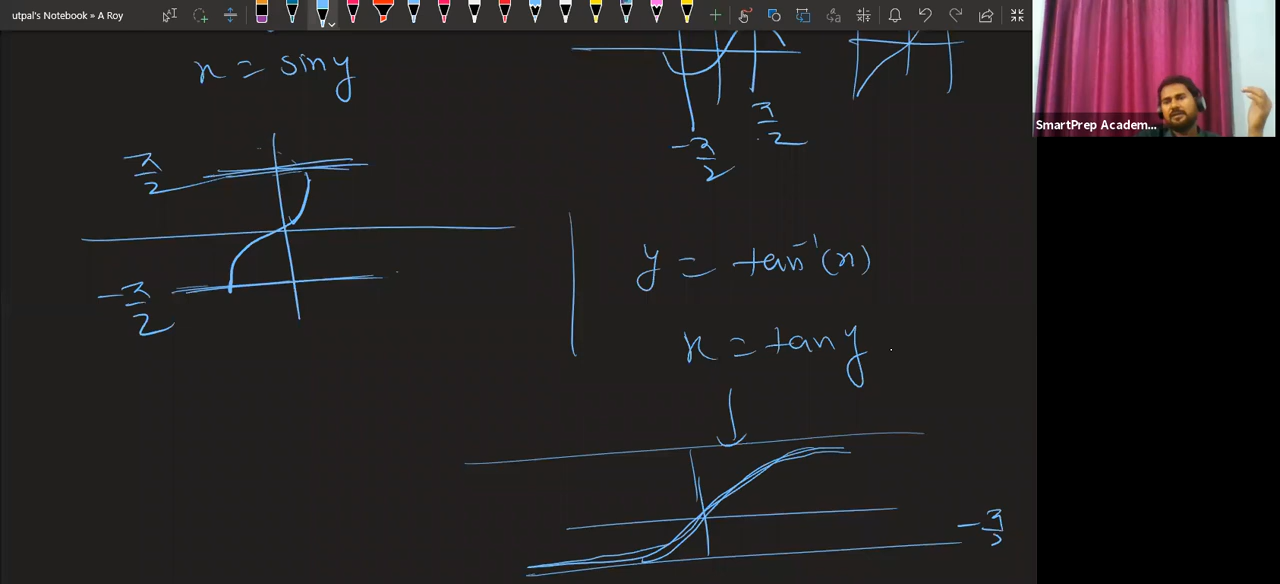 utpal's Notebook » A Roy
SmartPrep Academ...
x = sin y
π/2
-π/2
-π/2
π/2
y = tan⁻¹(x)
x = tan y
-π/2